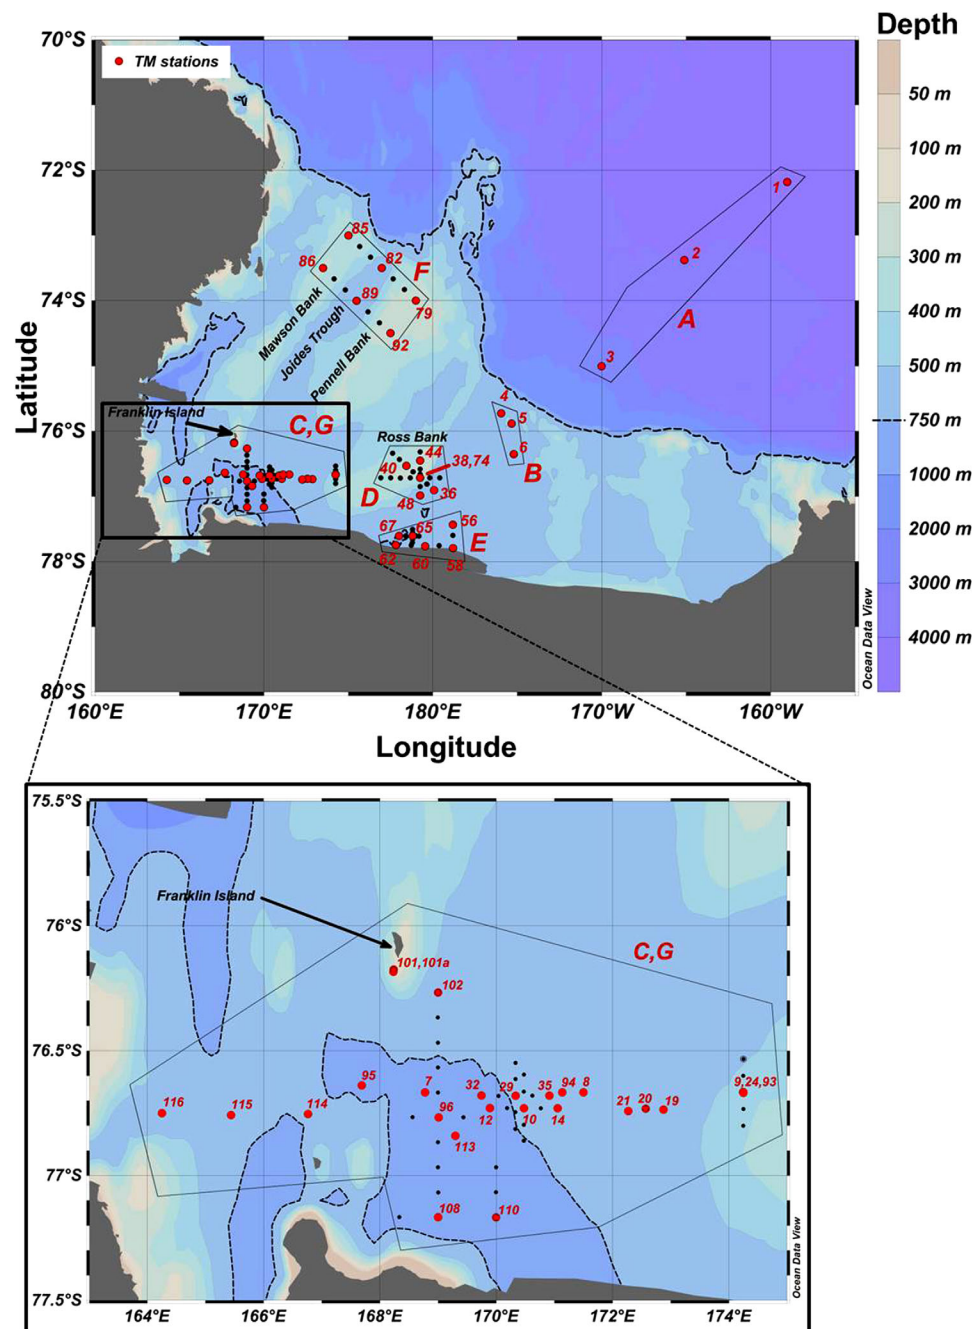 Depth
70°S
TM stations
50 m
100 m
72°S
1
200 m
85
300 m
86
82
F
2
89
74°S
79
400 m
Mawson Bank
Joides Trough
Pennell Bank
92
A
Latitude
3
500 m
4
Franklin Island
C,G
5
750 m
76°S
Ross Bank
44
6
40
38,74
B
1000 m
D
48
36
67
65
56
E
2000 m
78°S
62
60
58
3000 m
4000 m
Ocean Data View
80°S
160°E
170°E
180°E
170°W
160°W
Longitude
75.5°S
Franklin Island
76°S
C,G
101,101a
102
76.5°S
95
7
32
29
35
94
8
9,24,93
116
115
114
96
12
10
14
21
20
19
113
77°S
108
110
Ocean Data View
77.5°S
164°E
166°E
168°E
170°E
172°E
174°E